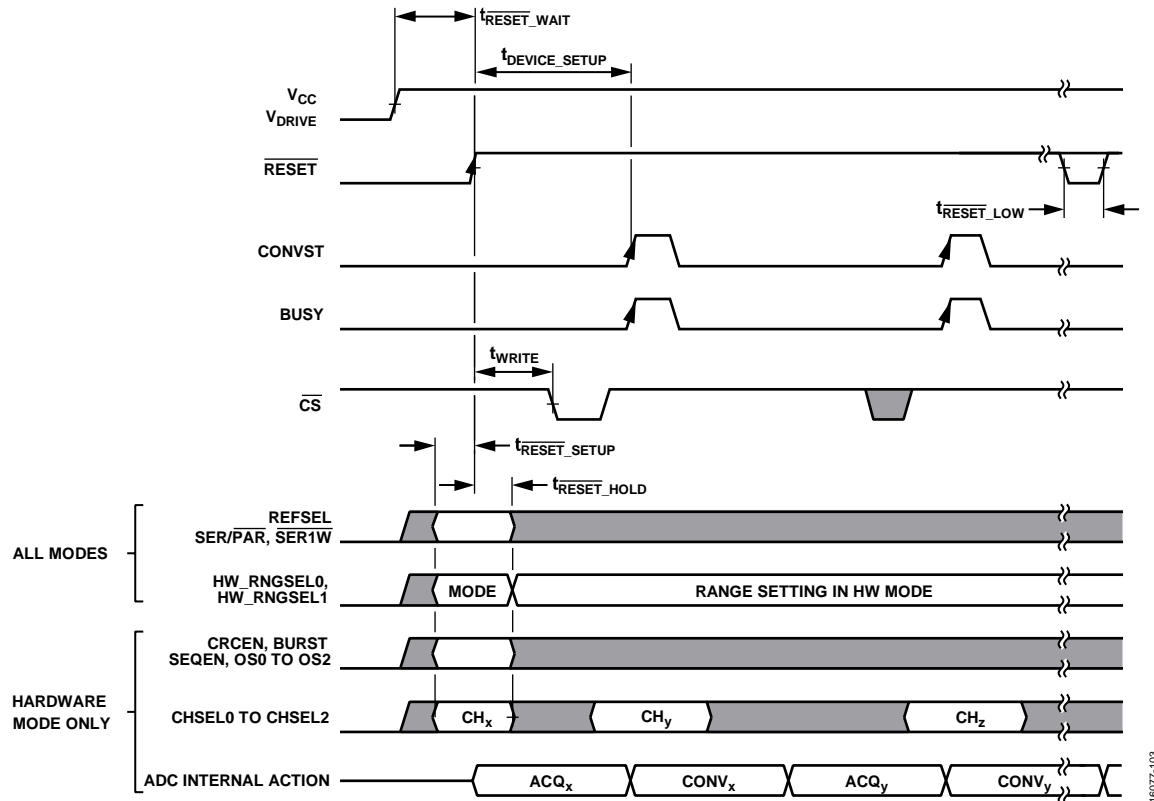 tRESET_WAIT
tDEVICE_SETUP
VCC
VDRIVE
RESET
tRESET_LOW
CONVST
BUSY
tWRITE
CS
tRESET_SETUP
tRESET_HOLD
ALL MODES
REFSEL
SER/PAR, SER1W
HW_RNGSEL0,
HW_RNGSEL1
MODE
RANGE SETTING IN HW MODE
HARDWARE
MODE ONLY
CRCEN, BURST
SEQEN, OS0 TO OS2
CHSEL0 TO CHSEL2
CHx
CHy
CHz
ADC INTERNAL ACTION
ACQx
CONVx
ACQy
CONVy
16077-103